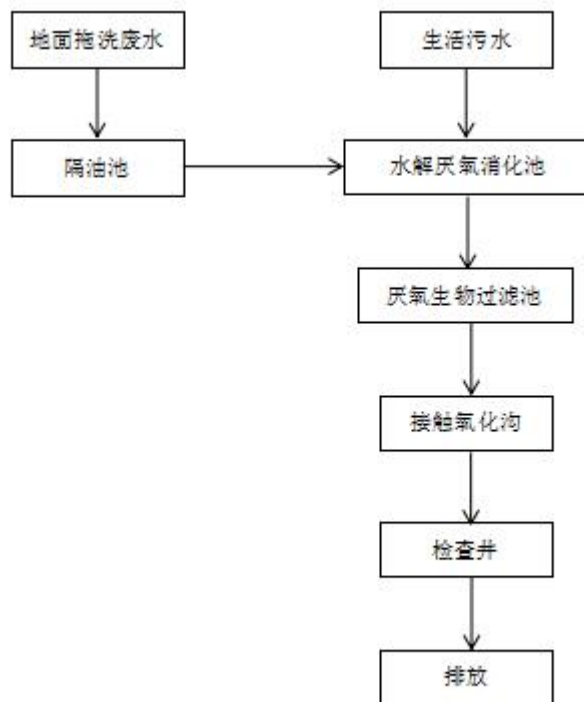 地面拖洗废水
生活污水
隔油池
水解厌氧消化池
厌氧生物过滤池
接触氧化沟
检查井
排放